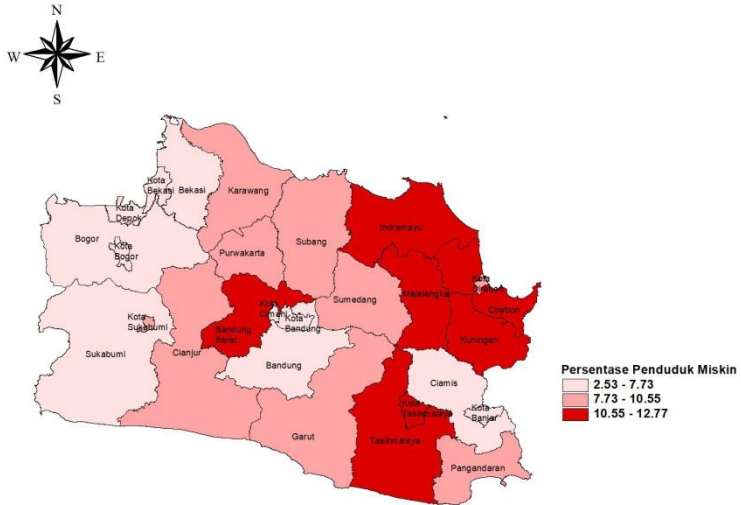 N
W
E
S
Kota
Bekasi
Bekasi
Karawang
Kota
Depok
Bogor
Kota
Bogor
Purwakarta
Subang
Indramayu
Kota
Cirebon
Cirebon
Majalengka
Sumedang
Kuningan
Kota
Sukabumi
Sukabumi
Cianjur
Bandung
Barat
Kota
Cimahi
Kota
Bandung
Bandung
Garut
Ciamis
Kota
Tasikmalaya
Tasikmalaya
Kota
Banjar
Pangandaran
Persentase Penduduk Miskin
2.53 - 7.73
7.73 - 10.55
10.55 - 12.77